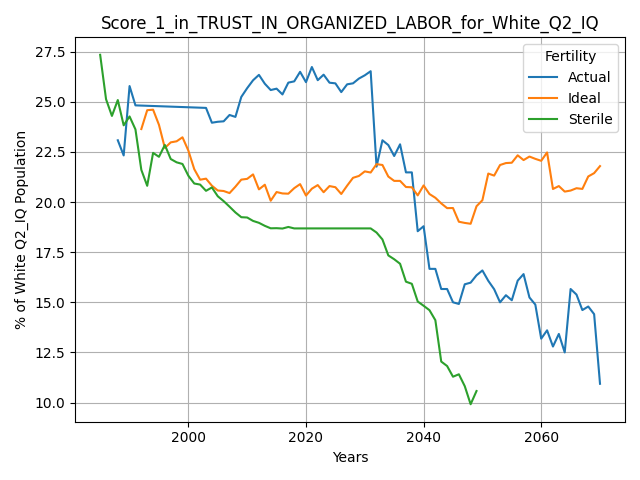 Score_1_in_TRUST_IN_ORGANIZED_LABOR_for_White_Q2_IQ
% of White Q2_IQ Population
27.5
25.0
22.5
20.0
17.5
15.0
12.5
10.0
Fertility
Actual
Ideal
Sterile
2000
2020
2040
2060
Years